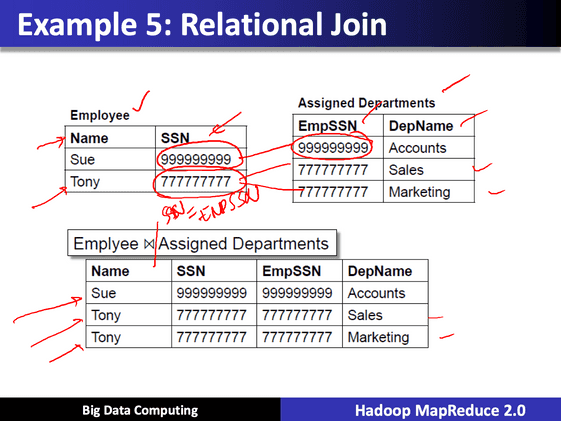 Example 5: Relational Join
Employee
Name SSN
Sue 999999999
Tony 777777777
Assigned Departments
EmpSSN DepName
999999999 Accounts
777777777 Sales
777777777 Marketing
SSN = EMPSSN
Emplyee ⋈ Assigned Departments
Name SSN EmpSSN DepName
Sue 999999999 999999999 Accounts
Tony 777777777 777777777 Sales
Tony 777777777 777777777 Marketing
Big Data Computing
Hadoop MapReduce 2.0